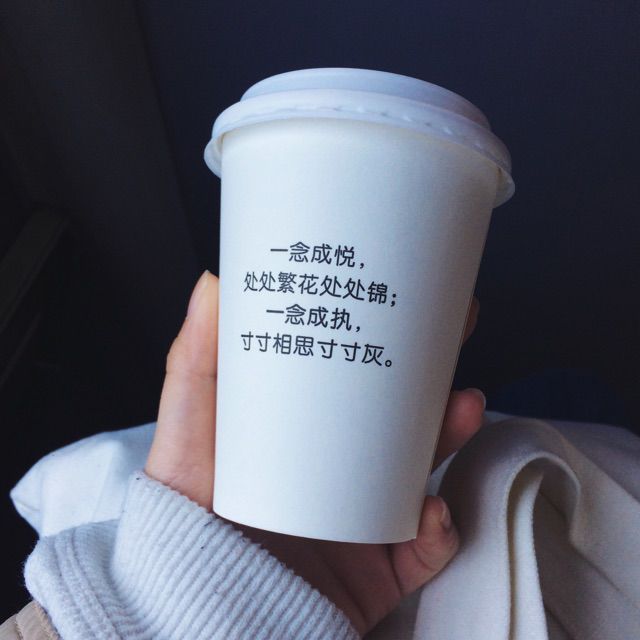 一念成悦，
处处繁花处处锦；
一念成执，
寸寸相思寸寸灰。